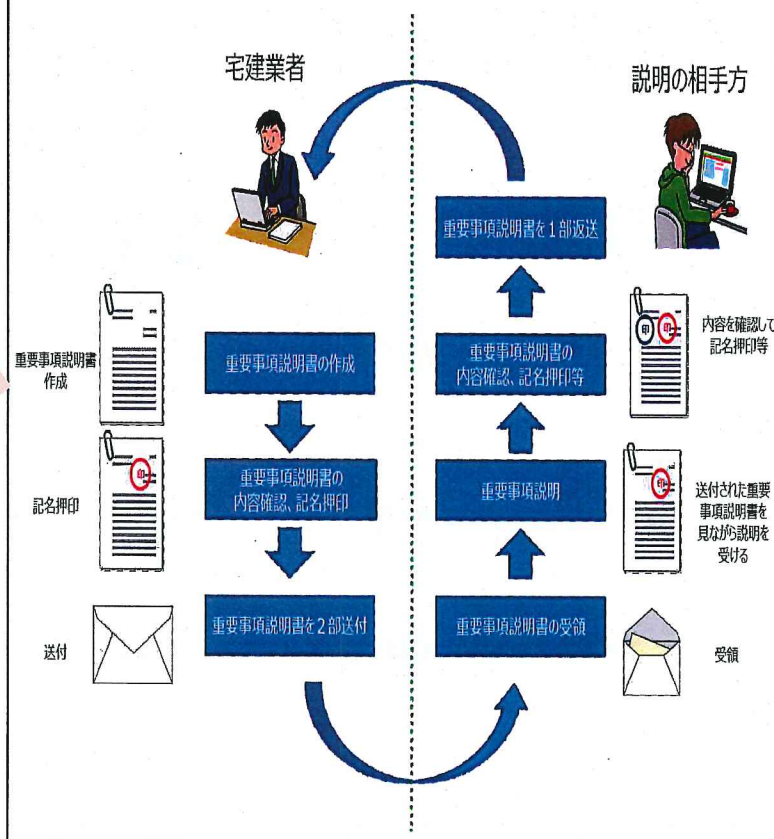 宅建業者
重要事項説明書
作成
重要事項説明書の作成
記名押印
印
重要事項説明書の
内容確認、記名押印
送付
重要事項説明書を2部送付
説明の相手方
重要事項説明書を1部返送
重要事項説明書の
内容確認、記名押印等
印
印
内容を確認して
記名押印等
重要事項説明
印
送付された重要
事項説明書を
見ながら説明を
受ける
重要事項説明書の受領
受領